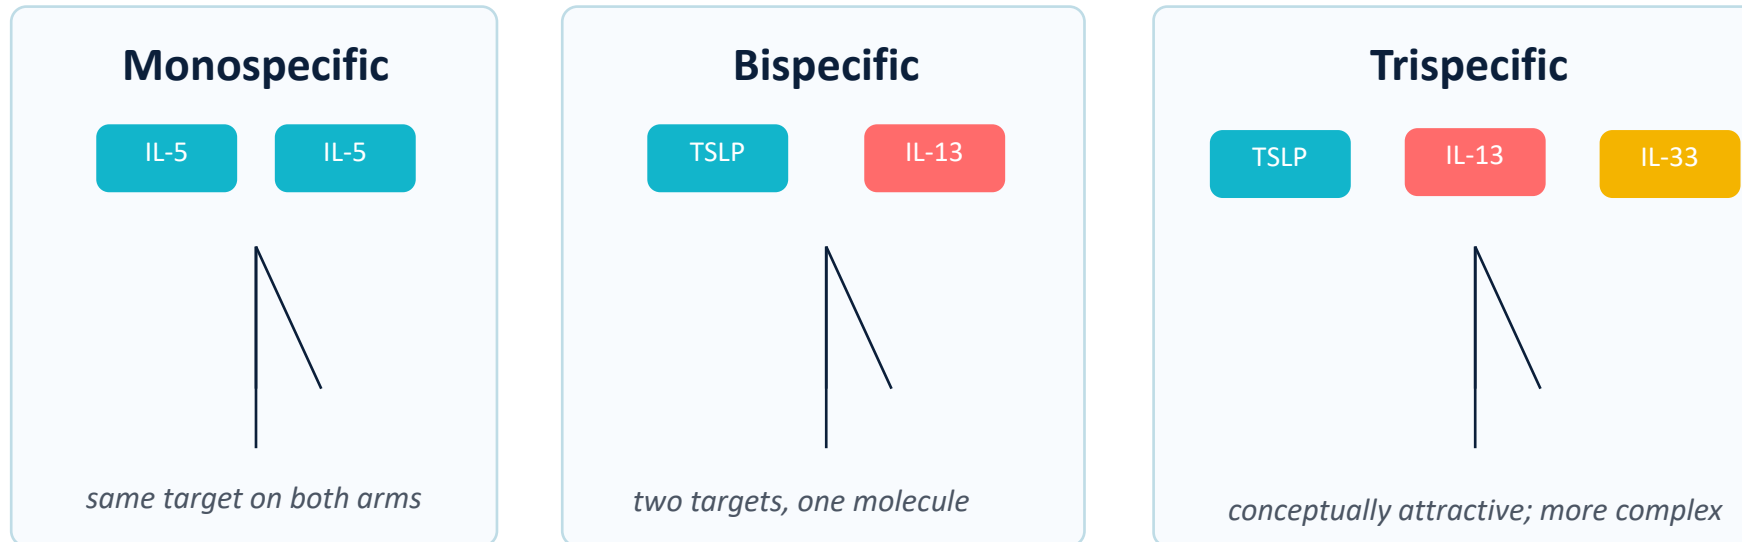 Monospecific
IL-5
IL-5
same target on both arms
Bispecific
TSLP
IL-13
two targets, one molecule
Trispecific
TSLP
IL-13
IL-33
conceptually attractive; more complex